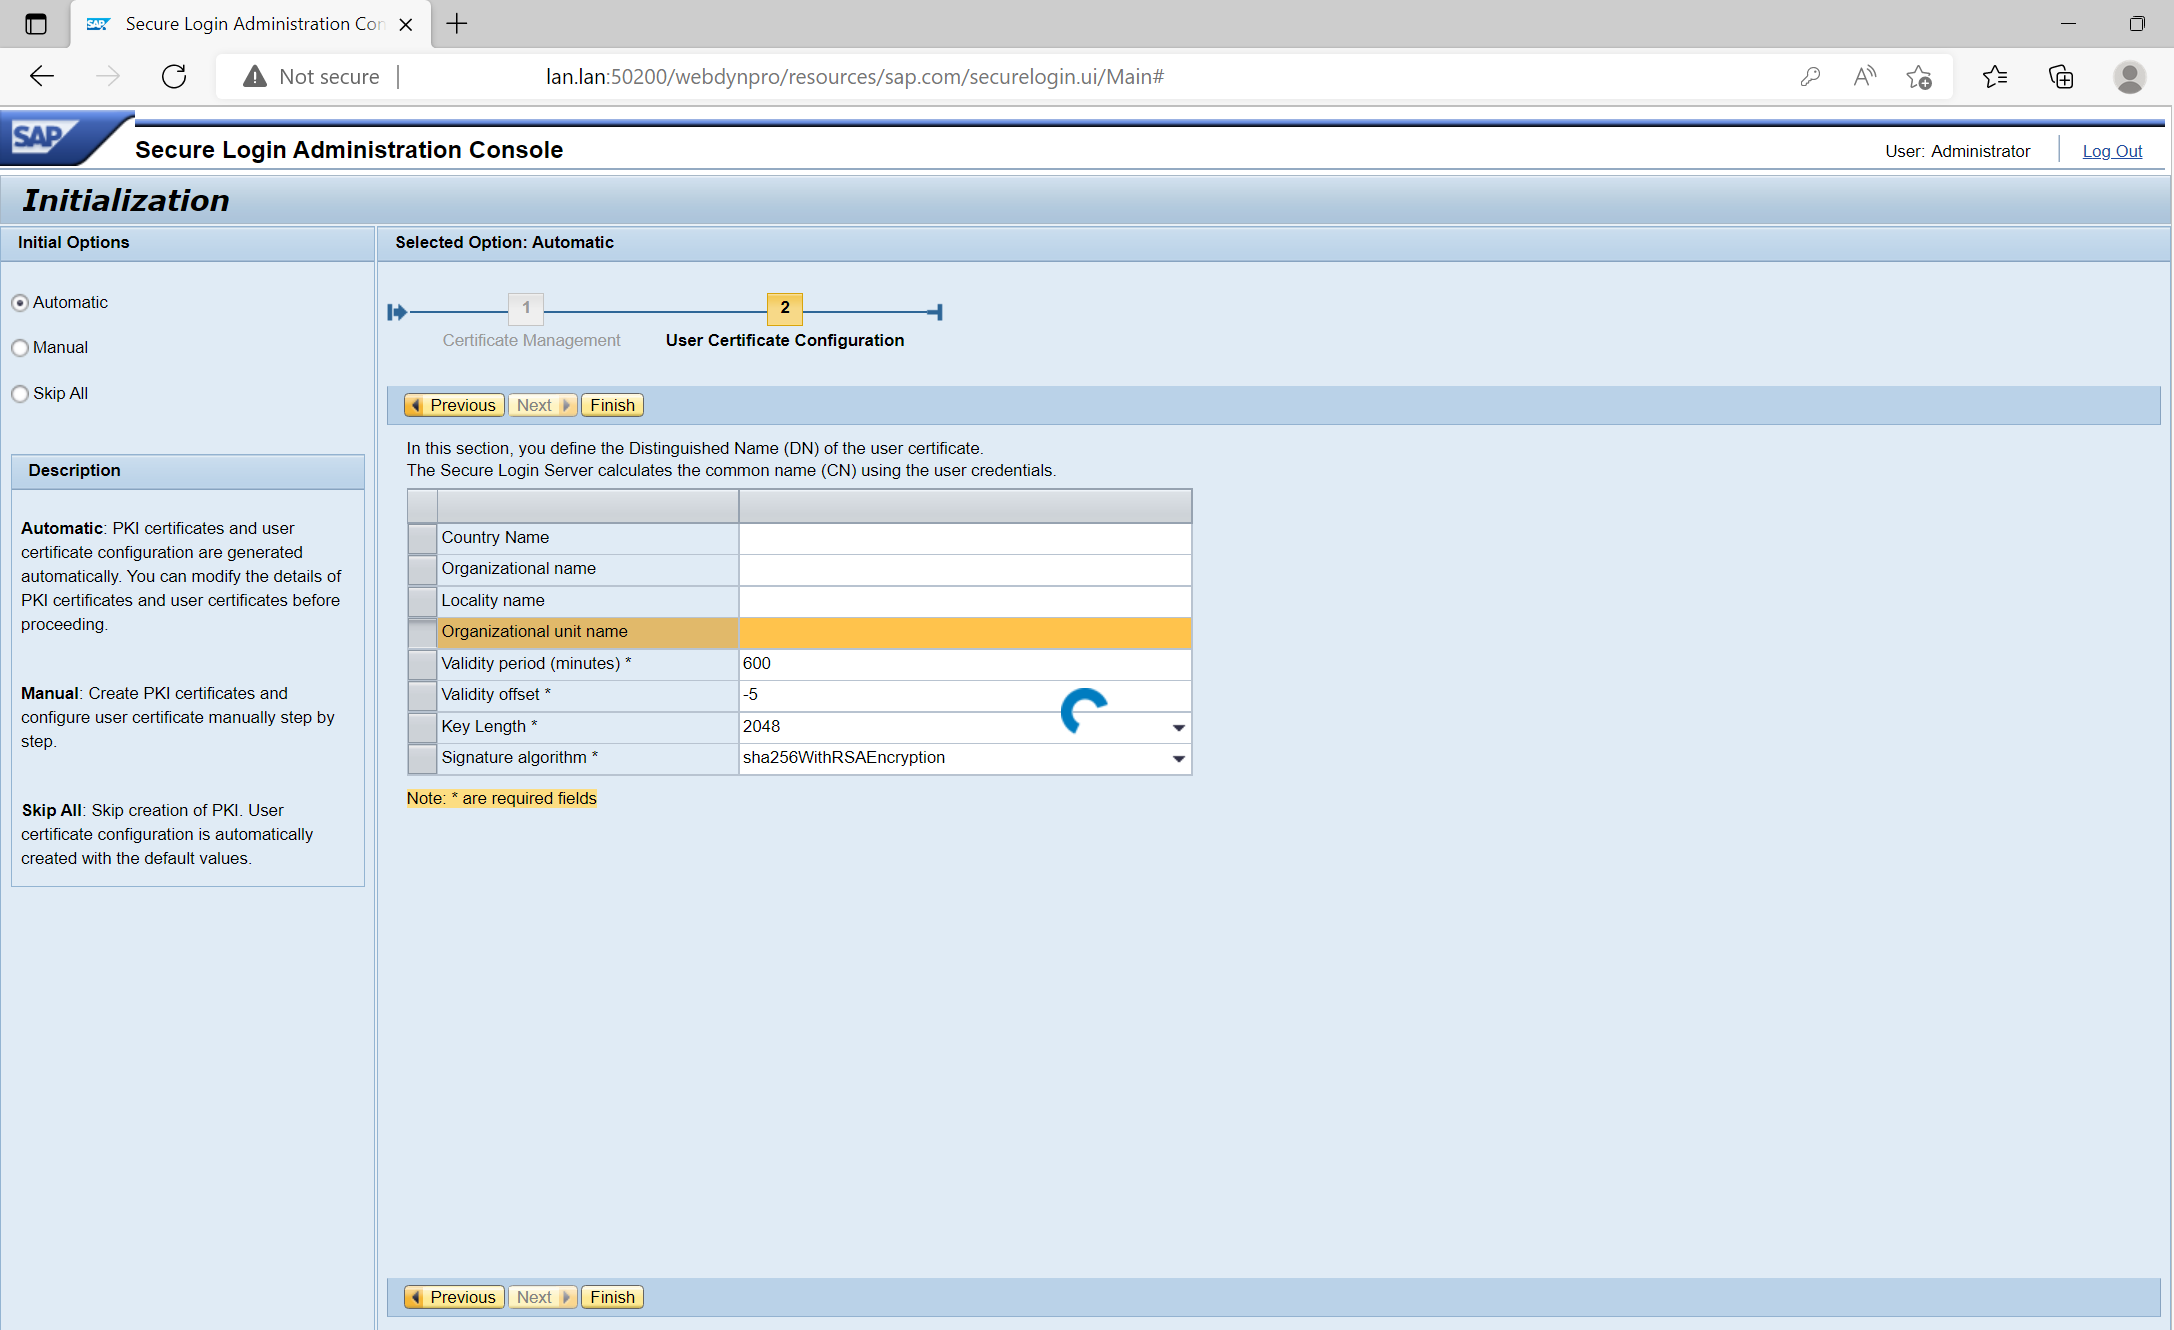 Secure Login Administration Con
Not secure
lan.lan:50200/webdynpro/resources/sap.com/securelogin.ui/Main#
SAP
Secure Login Administration Console
User: Administrator
Log Out
Initialization
Initial Options
Selected Option: Automatic
Automatic
Manual
Skip All
1
2
Certificate Management
User Certificate Configuration
Previous
Next
Finish
In this section, you define the Distinguished Name (DN) of the user certificate.
The Secure Login Server calculates the common name (CN) using the user credentials.
Country Name
Organizational name
Locality name
Organizational unit name
Validity period (minutes) * 600
Validity offset * -5
Key Length * 2048
Signature algorithm * sha256WithRSAEncryption
Note: * are required fields
Description
Automatic: PKI certificates and user
certificate configuration are generated
automatically. You can modify the details of
PKI certificates and user certificates before
proceeding.
Manual: Create PKI certificates and
configure user certificate manually step by
step.
Skip All: Skip creation of PKI. User
certificate configuration is automatically
created with the default values.
Previous
Next
Finish